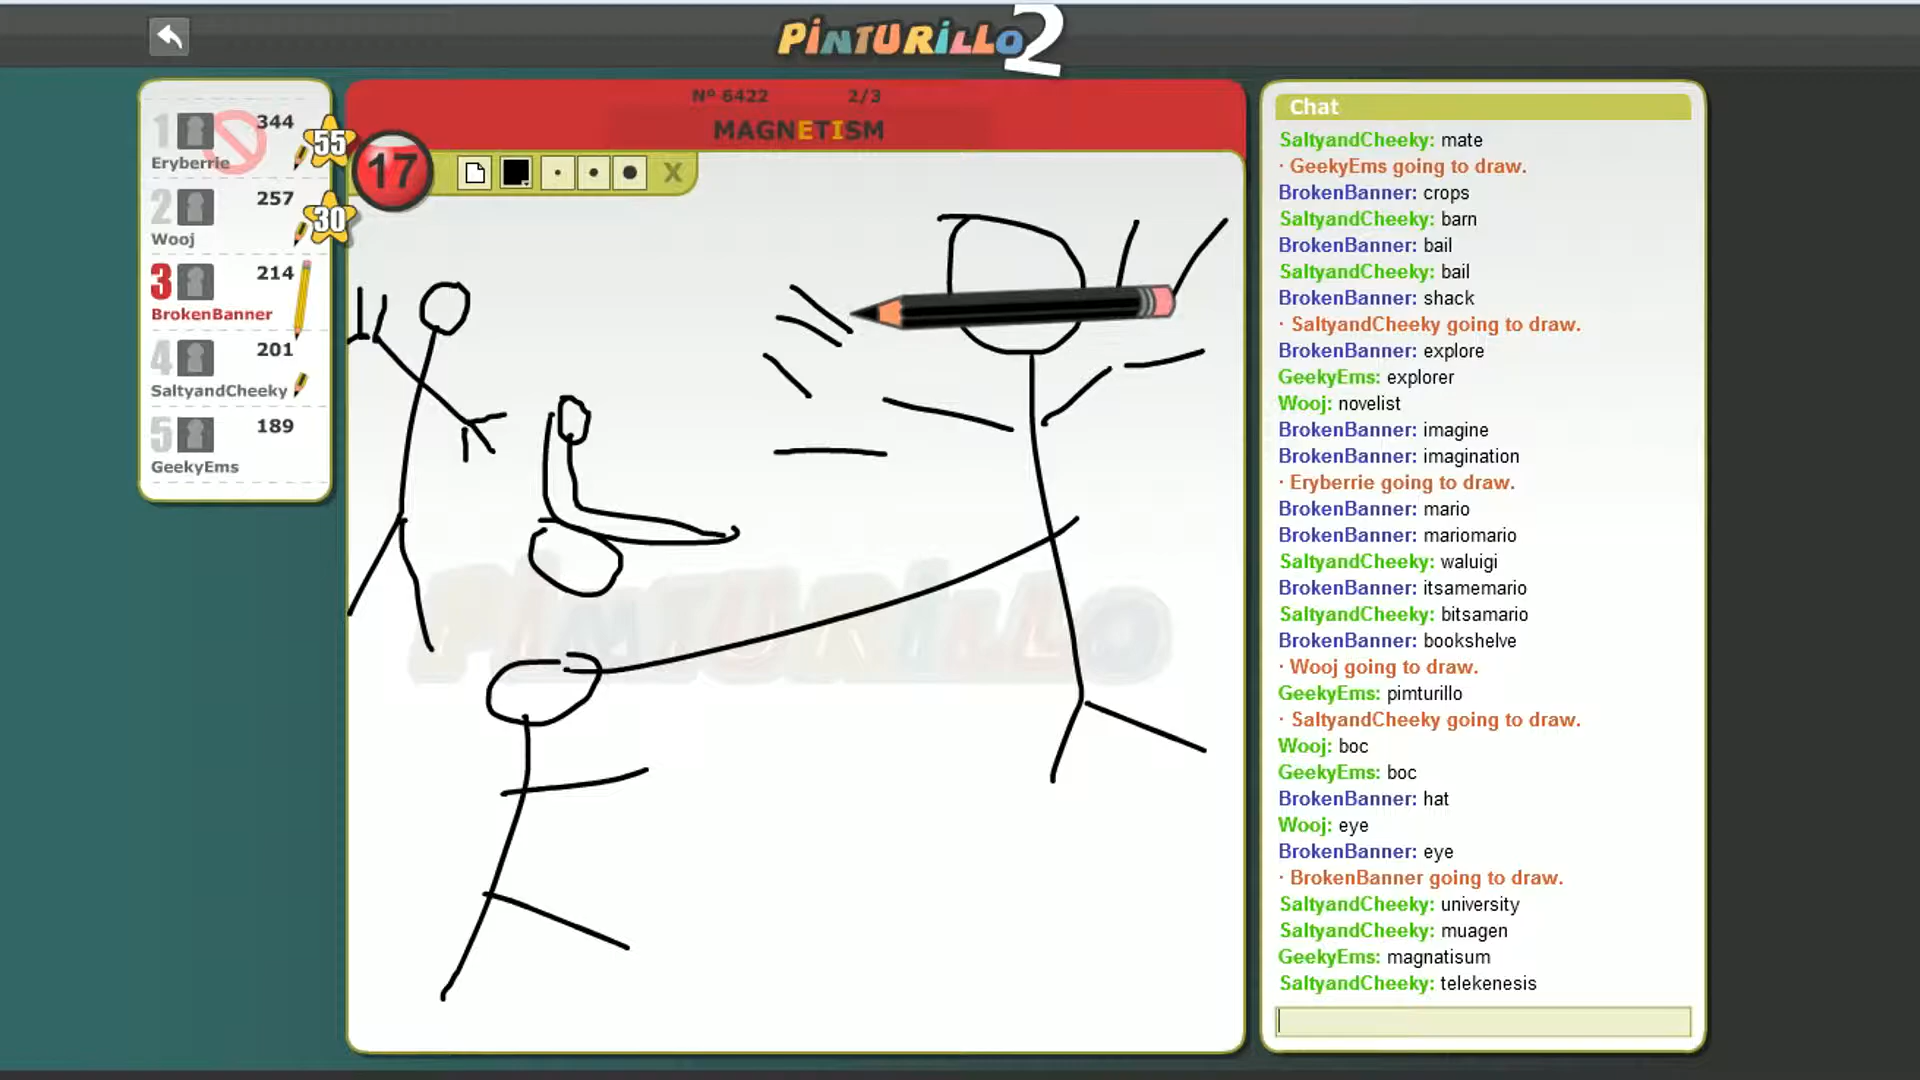 PiNTURiLLO 2
Nº 6422 2/3
MAGNETISM
17
X
1 344 55
Eryberrie
2 257 30
Wooj
3 214
BrokenBanner
4 201
SaltyandCheeky
5 189
GeekyEms
PiNTURiLLO
Chat
SaltyandCheeky: mate
· GeekyEms going to draw.
BrokenBanner: crops
SaltyandCheeky: barn
BrokenBanner: bail
SaltyandCheeky: bail
BrokenBanner: shack
· SaltyandCheeky going to draw.
BrokenBanner: explore
GeekyEms: explorer
Wooj: novelist
BrokenBanner: imagine
BrokenBanner: imagination
· Eryberrie going to draw.
BrokenBanner: mario
BrokenBanner: mariomario
SaltyandCheeky: waluigi
BrokenBanner: itsamemario
SaltyandCheeky: bitsamario
BrokenBanner: bookshelve
· Wooj going to draw.
GeekyEms: pimturillo
· SaltyandCheeky going to draw.
Wooj: boc
GeekyEms: boc
BrokenBanner: hat
Wooj: eye
BrokenBanner: eye
· BrokenBanner going to draw.
SaltyandCheeky: university
SaltyandCheeky: muagen
GeekyEms: magnatisum
SaltyandCheeky: telekenesis